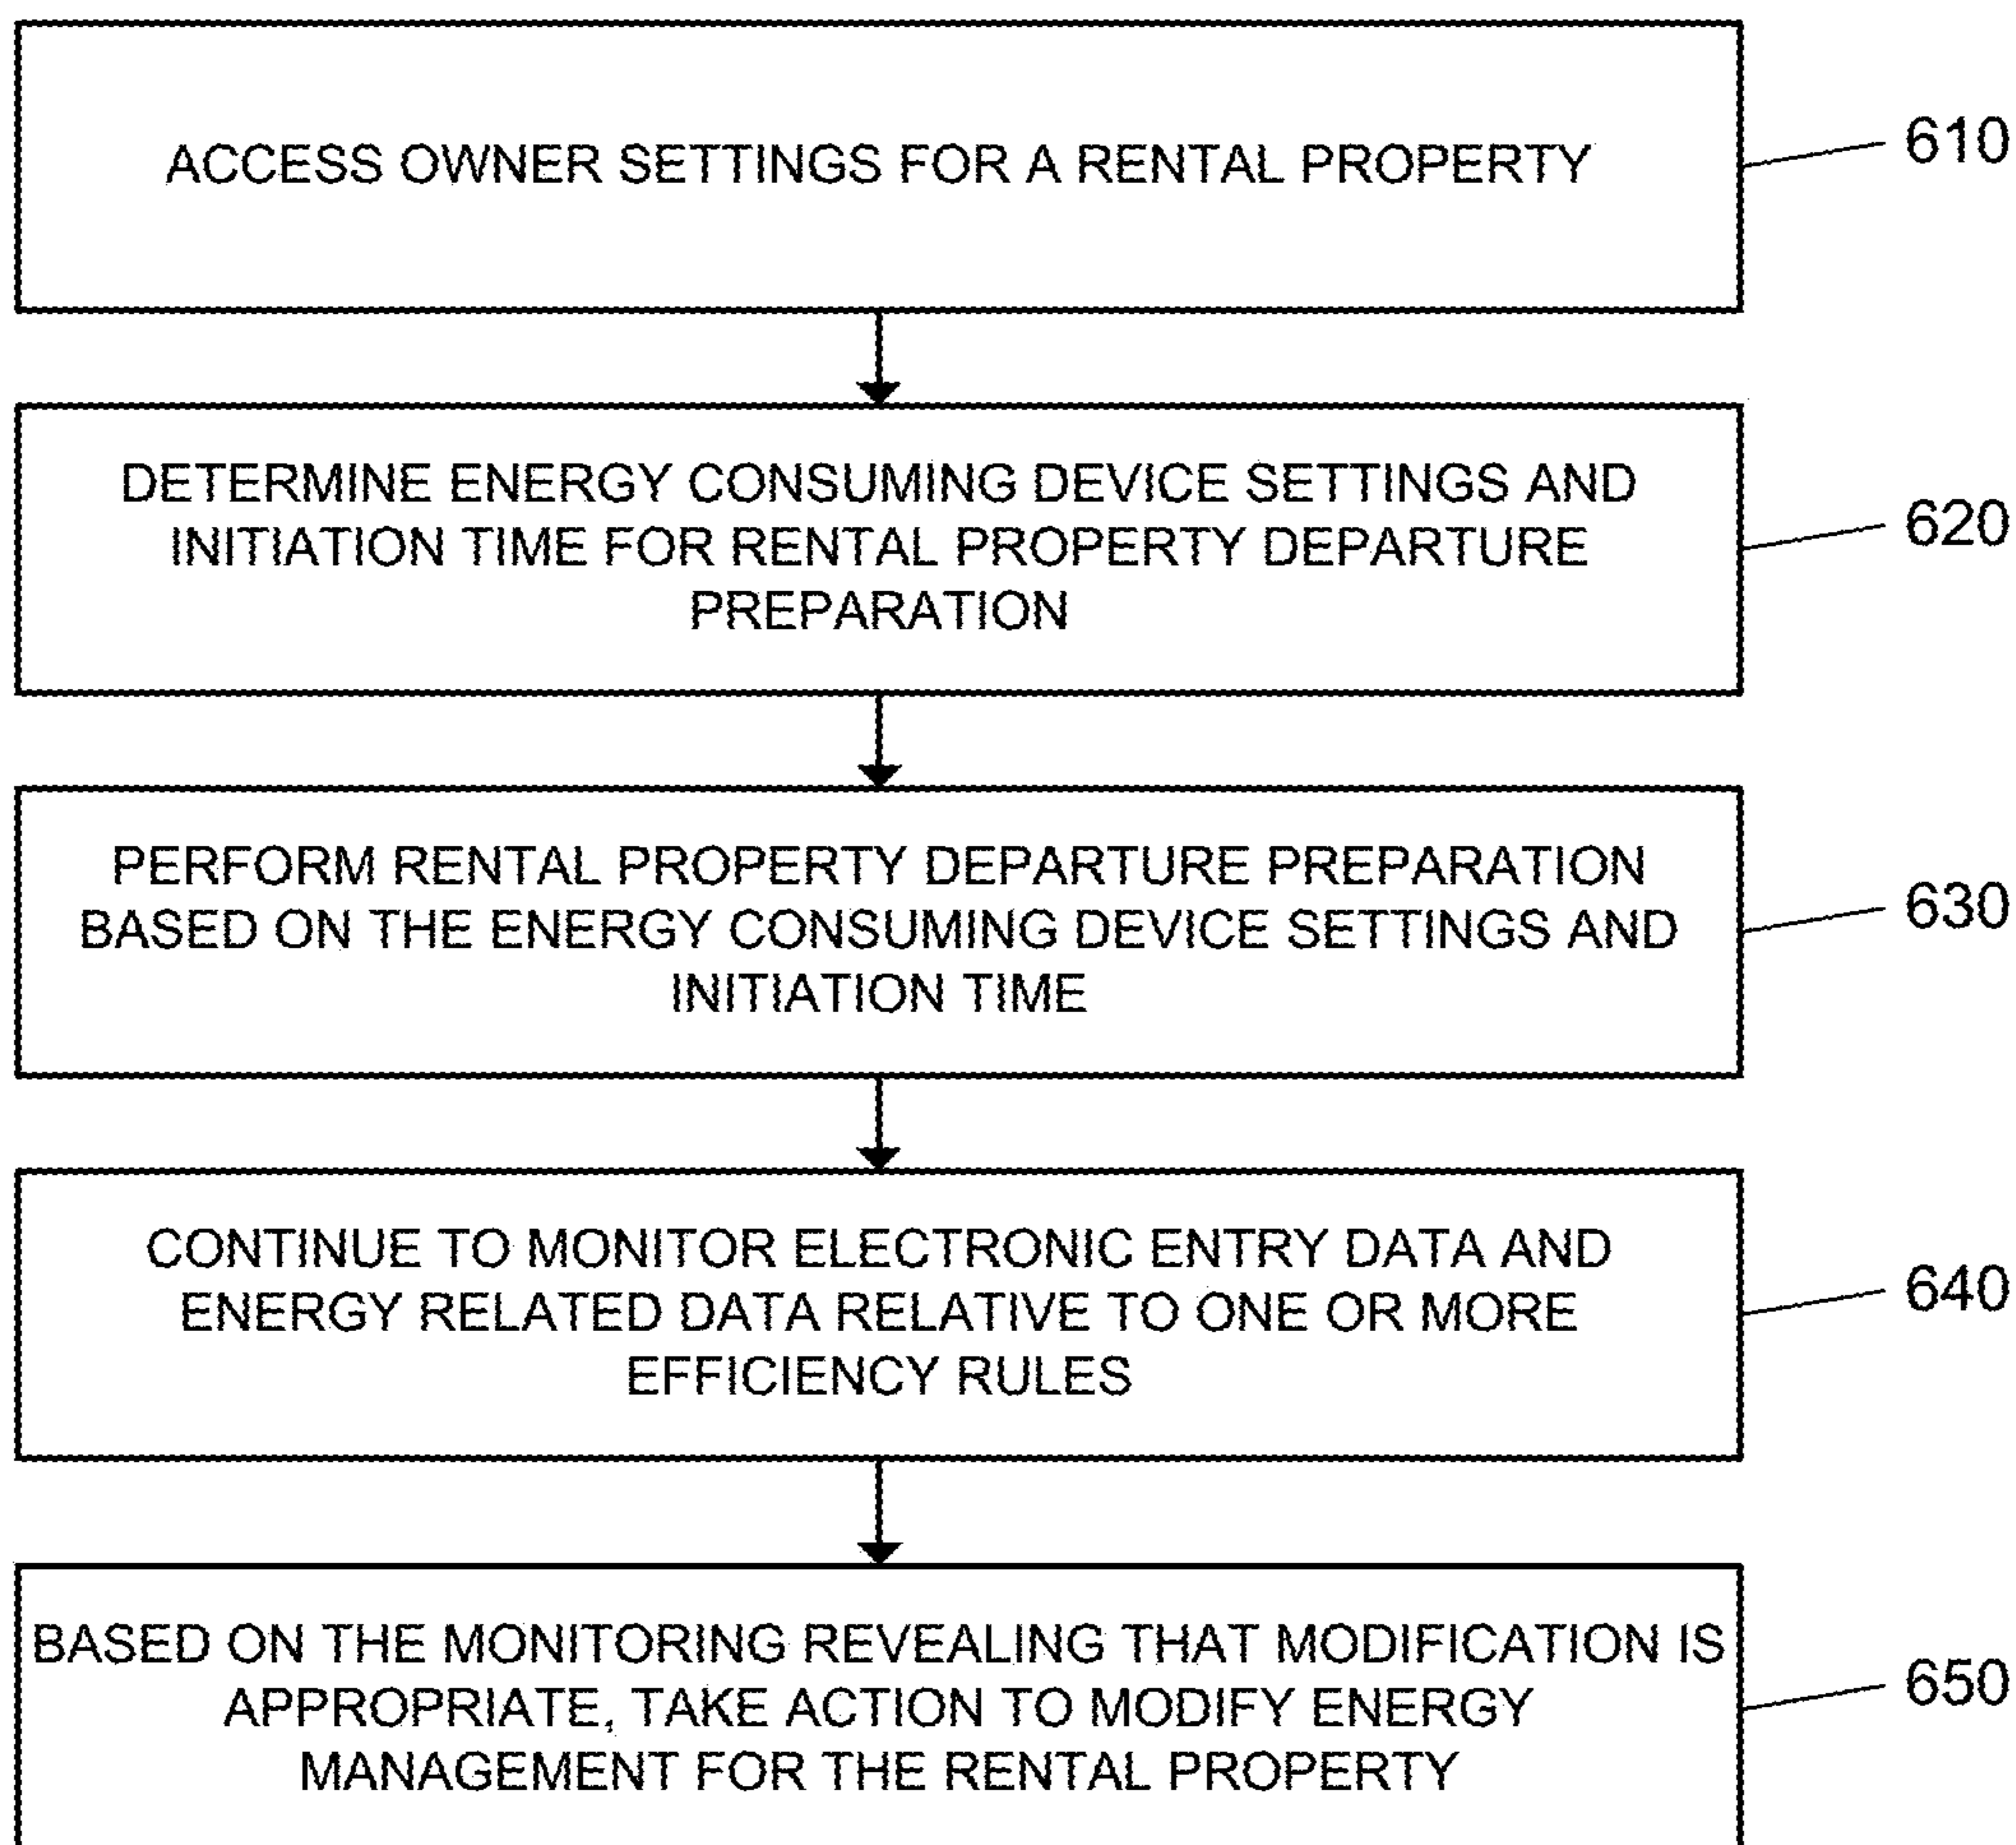 ACCESS OWNER SETTINGS FOR A RENTAL PROPERTY
610
DETERMINE ENERGY CONSUMING DEVICE SETTINGS AND
INITIATION TIME FOR RENTAL PROPERTY DEPARTURE
PREPARATION
620
PERFORM RENTAL PROPERTY DEPARTURE PREPARATION
BASED ON THE ENERGY CONSUMING DEVICE SETTINGS AND
INITIATION TIME
630
CONTINUE TO MONITOR ELECTRONIC ENTRY DATA AND
ENERGY RELATED DATA RELATIVE TO ONE OR MORE
EFFICIENCY RULES
640
BASED ON THE MONITORING REVEALING THAT MODIFICATION IS
APPROPRIATE, TAKE ACTION TO MODIFY ENERGY
MANAGEMENT FOR THE RENTAL PROPERTY
650